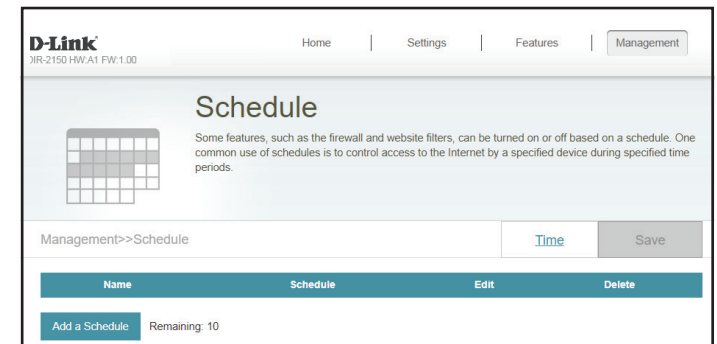 D-Link
DIR-2150 HW:A1 FW:1.00
Home | Settings | Features | Management
Schedule
Some features, such as the firewall and website filters, can be turned on or off based on a schedule. One
common use of schedules is to control access to the Internet by a specified device during specified time
periods.
Management>>Schedule
Time
Save
Name Schedule Edit Delete
Add a Schedule Remaining: 10